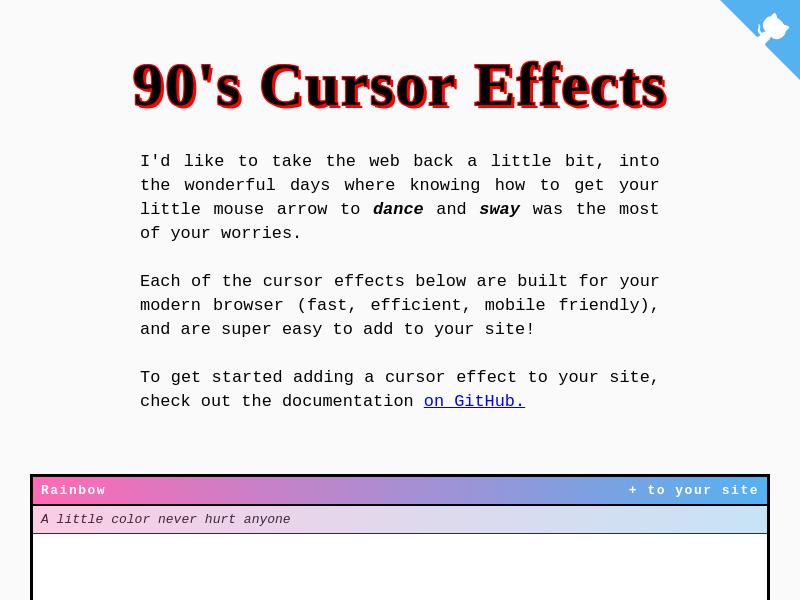 90's Cursor Effects
I'd like to take the web back a little bit, into
the wonderful days where knowing how to get your
little mouse arrow to dance and sway was the most
of your worries.
Each of the cursor effects below are built for your
modern browser (fast, efficient, mobile friendly),
and are super easy to add to your site!
To get started adding a cursor effect to your site,
check out the documentation on GitHub.
Rainbow + to your site
A little color never hurt anyone